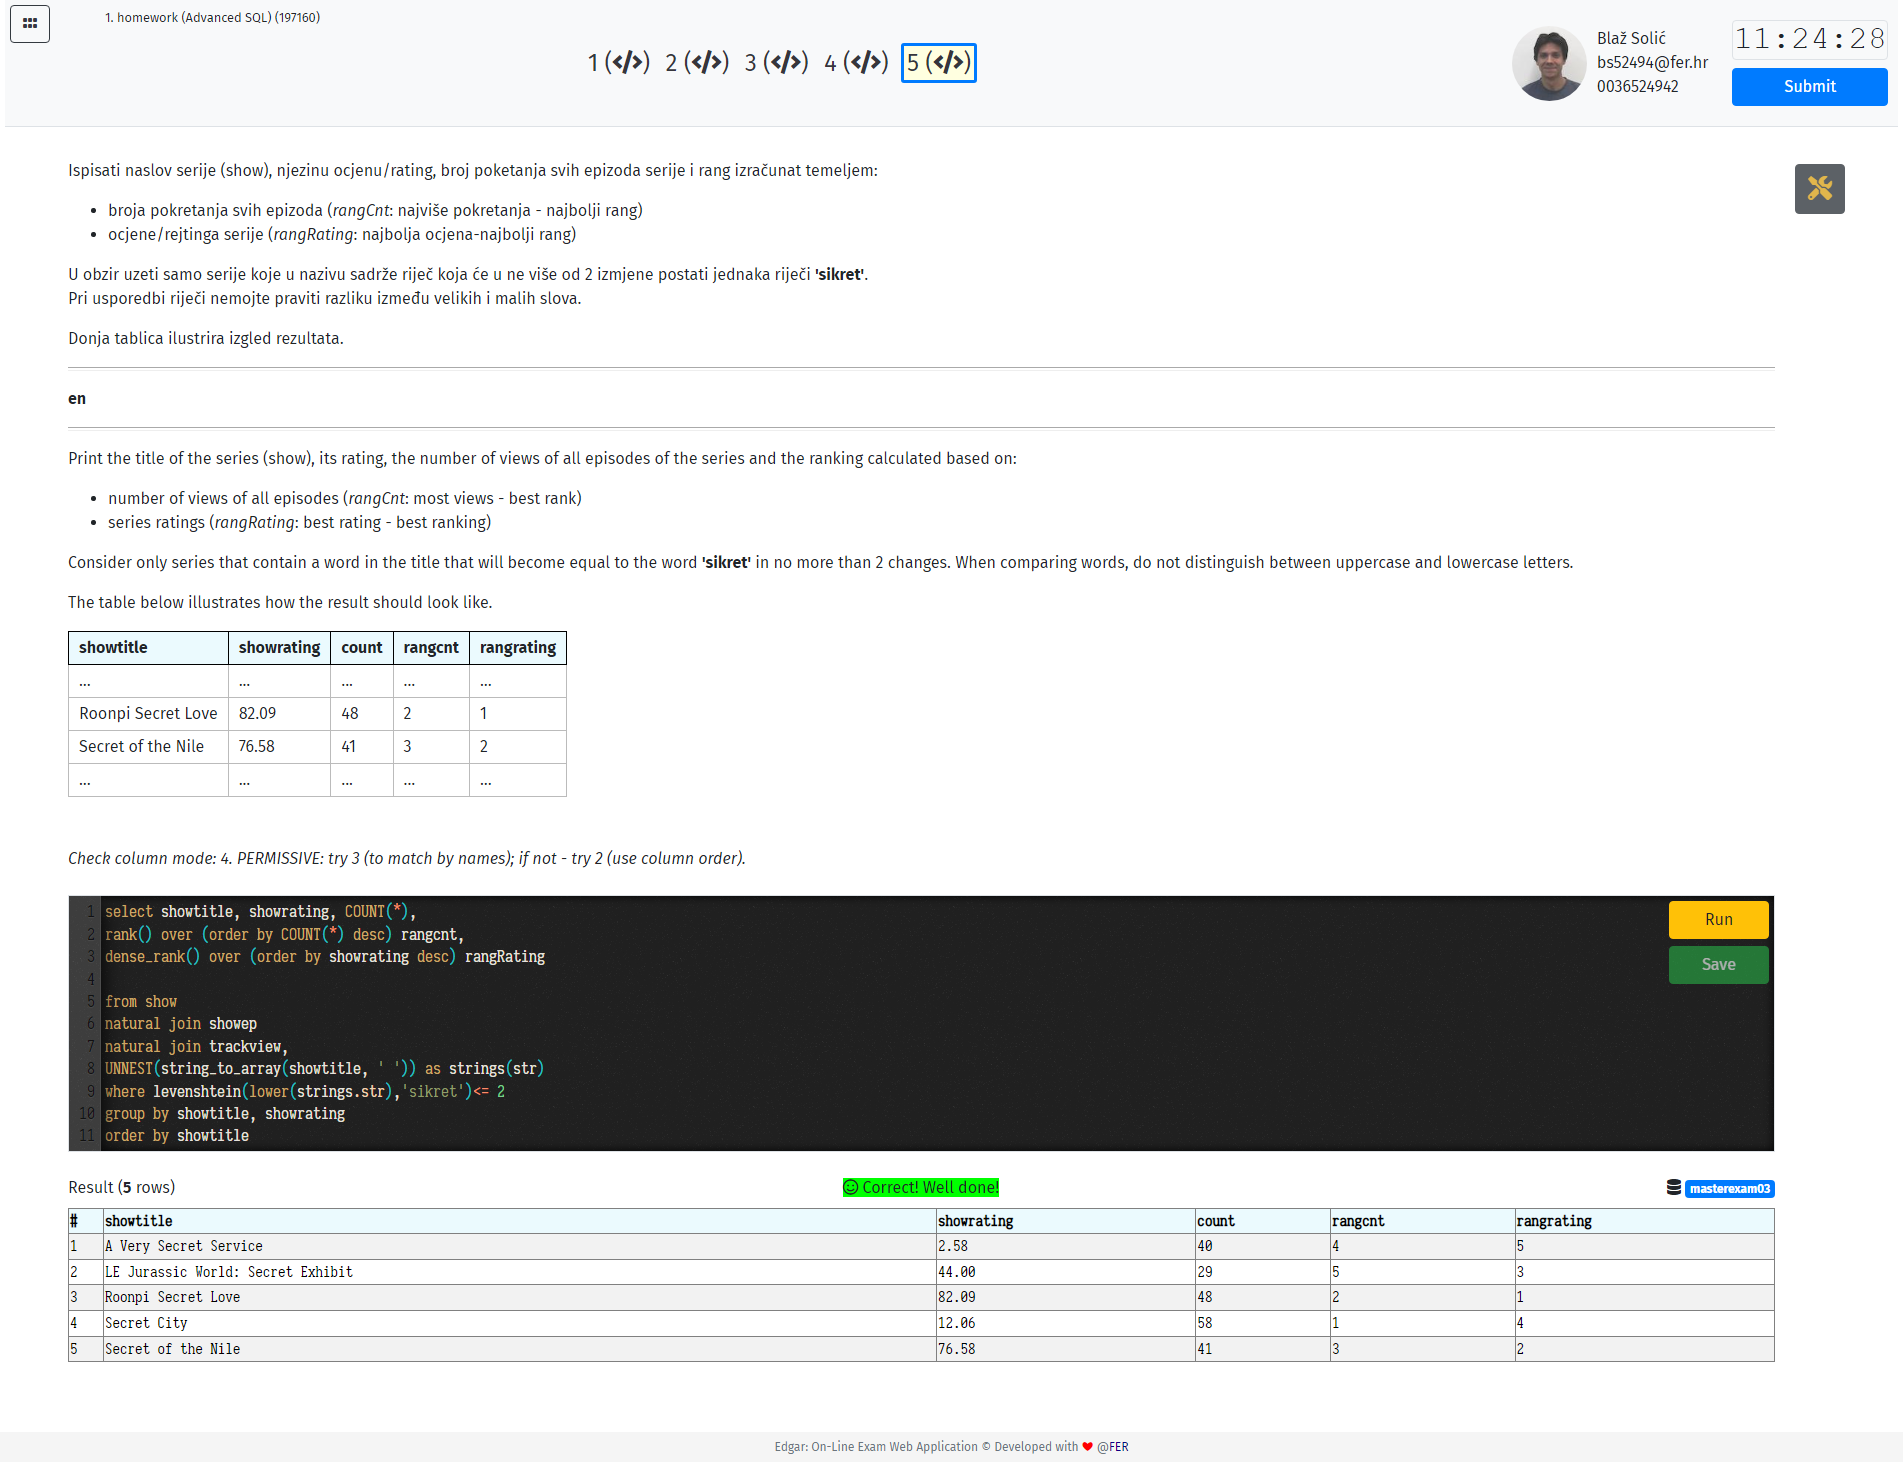 1. homework (Advanced SQL) (197160)
1 (</>) 2 (</>) 3 (</>) 4 (</>) 5 (</>)
Blaž Solić
bs52494@fer.hr
0036524942
11:24:28
Submit
Ispisati naslov serije (show), njezinu ocjenu/rating, broj poketanja svih epizoda serije i rang izračunat temeljem:
• broja pokretanja svih epizoda (rangCnt: najviše pokretanja - najbolji rang)
• ocjene/rejtinga serije (rangRating: najbolja ocjena-najbolji rang)
U obzir uzeti samo serije koje u nazivu sadrže riječ koja će u ne više od 2 izmjene postati jednaka riječi 'sikret'.
Pri usporedbi riječi nemojte praviti razliku između velikih i malih slova.
Donja tablica ilustrira izgled rezultata.
en
Print the title of the series (show), its rating, the number of views of all episodes of the series and the ranking calculated based on:
• number of views of all episodes (rangCnt: most views - best rank)
• series ratings (rangRating: best rating - best ranking)
Consider only series that contain a word in the title that will become equal to the word 'sikret' in no more than 2 changes. When comparing words, do not distinguish between uppercase and lowercase letters.
The table below illustrates how the result should look like.
showtitle showrating count rangcnt rangrating
... ... ... ... ...
Roonpi Secret Love 82.09 48 2 1
Secret of the Nile 76.58 41 3 2
... ... ... ... ...
Check column mode: 4. PERMISSIVE: try 3 (to match by names); if not - try 2 (use column order).
1 select showtitle, showrating, COUNT(*),
2 rank() over (order by COUNT(*) desc) rangcnt,
3 dense_rank() over (order by showrating desc) rangRating
4
5 from show
6 natural join showep
7 natural join trackview,
8 UNNEST(string_to_array(showtitle, ' ')) as strings(str)
9 where levenshtein(lower(strings.str),'sikret')<= 2
10 group by showtitle, showrating
11 order by showtitle
Run
Save
Result (5 rows)
Correct! Well done!
masterexam03
# showtitle showrating count rangcnt rangrating
1 A Very Secret Service 2.58 40 4 5
2 LE Jurassic World: Secret Exhibit 44.00 29 5 3
3 Roonpi Secret Love 82.09 48 2 1
4 Secret City 12.06 58 1 4
5 Secret of the Nile 76.58 41 3 2
Edgar: On-Line Exam Web Application © Developed with ♥ @FER